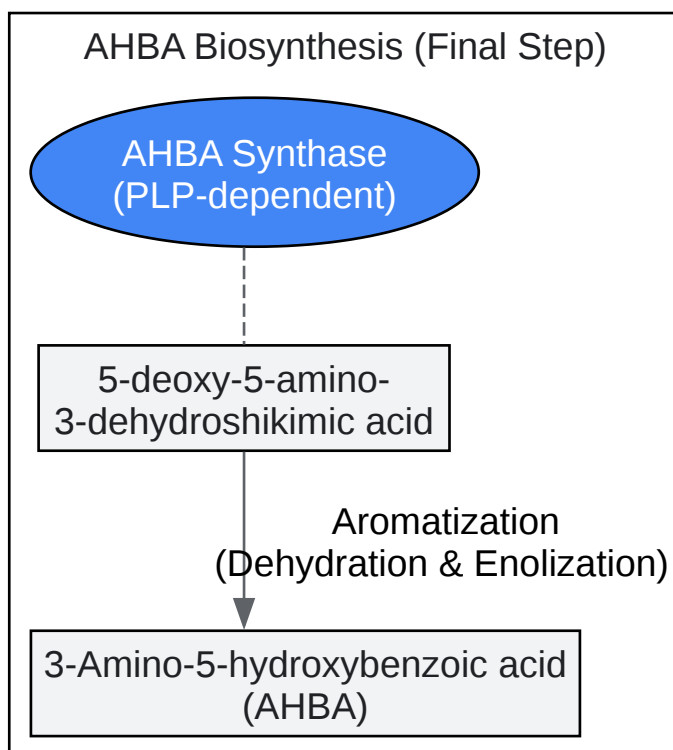 AHBA Biosynthesis (Final Step)
AHBA Synthase
(PLP-dependent)
5-deoxy-5-amino-
3-dehydroshikimic acid
Aromatization
(Dehydration & Enolization)
3-Amino-5-hydroxybenzoic acid
(AHBA)